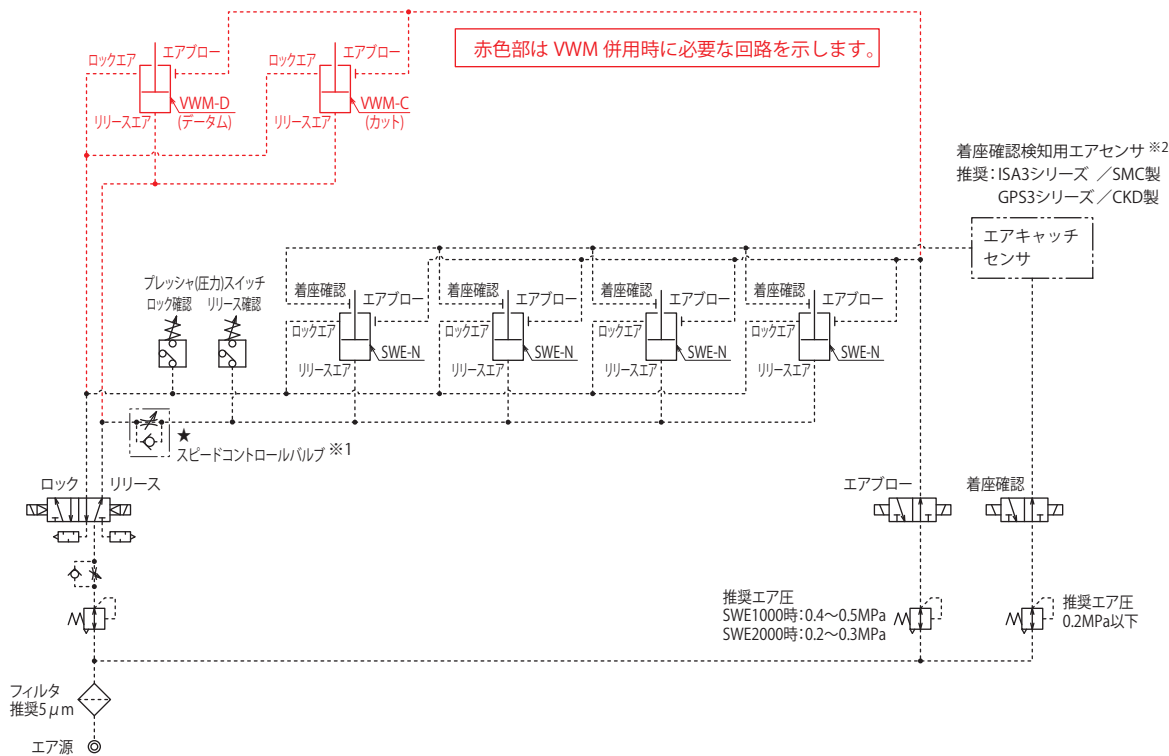 赤色部は VWM 併用時に必要な回路を示します。
ロックエア
エアブロー
ロックエア
エアブロー
VWM-D
(データム)
VWM-C
(カット)
リリースエア
リリースエア
着座確認検知用エアセンサ ※2
推奨：ISA3シリーズ ／SMC製
GPS3シリーズ／CKD製
エアキャッチ
センサ
プレッシャ(圧力)スイッチ
ロック確認
リリース確認
着座確認
エアブロー
着座確認
エアブロー
着座確認
エアブロー
着座確認
エアブロー
ロックエア
ロックエア
ロックエア
ロックエア
SWE-N
SWE-N
SWE-N
SWE-N
リリースエア
リリースエア
リリースエア
リリースエア
★
スピードコントロールバルブ ※1
ロック
リリース
エアブロー
着座確認
推奨エア圧
SWE1000時：0.4～0.5MPa
SWE2000時：0.2～0.3MPa
推奨エア圧
0.2MPa以下
フィルタ
推奨5μm
エア源